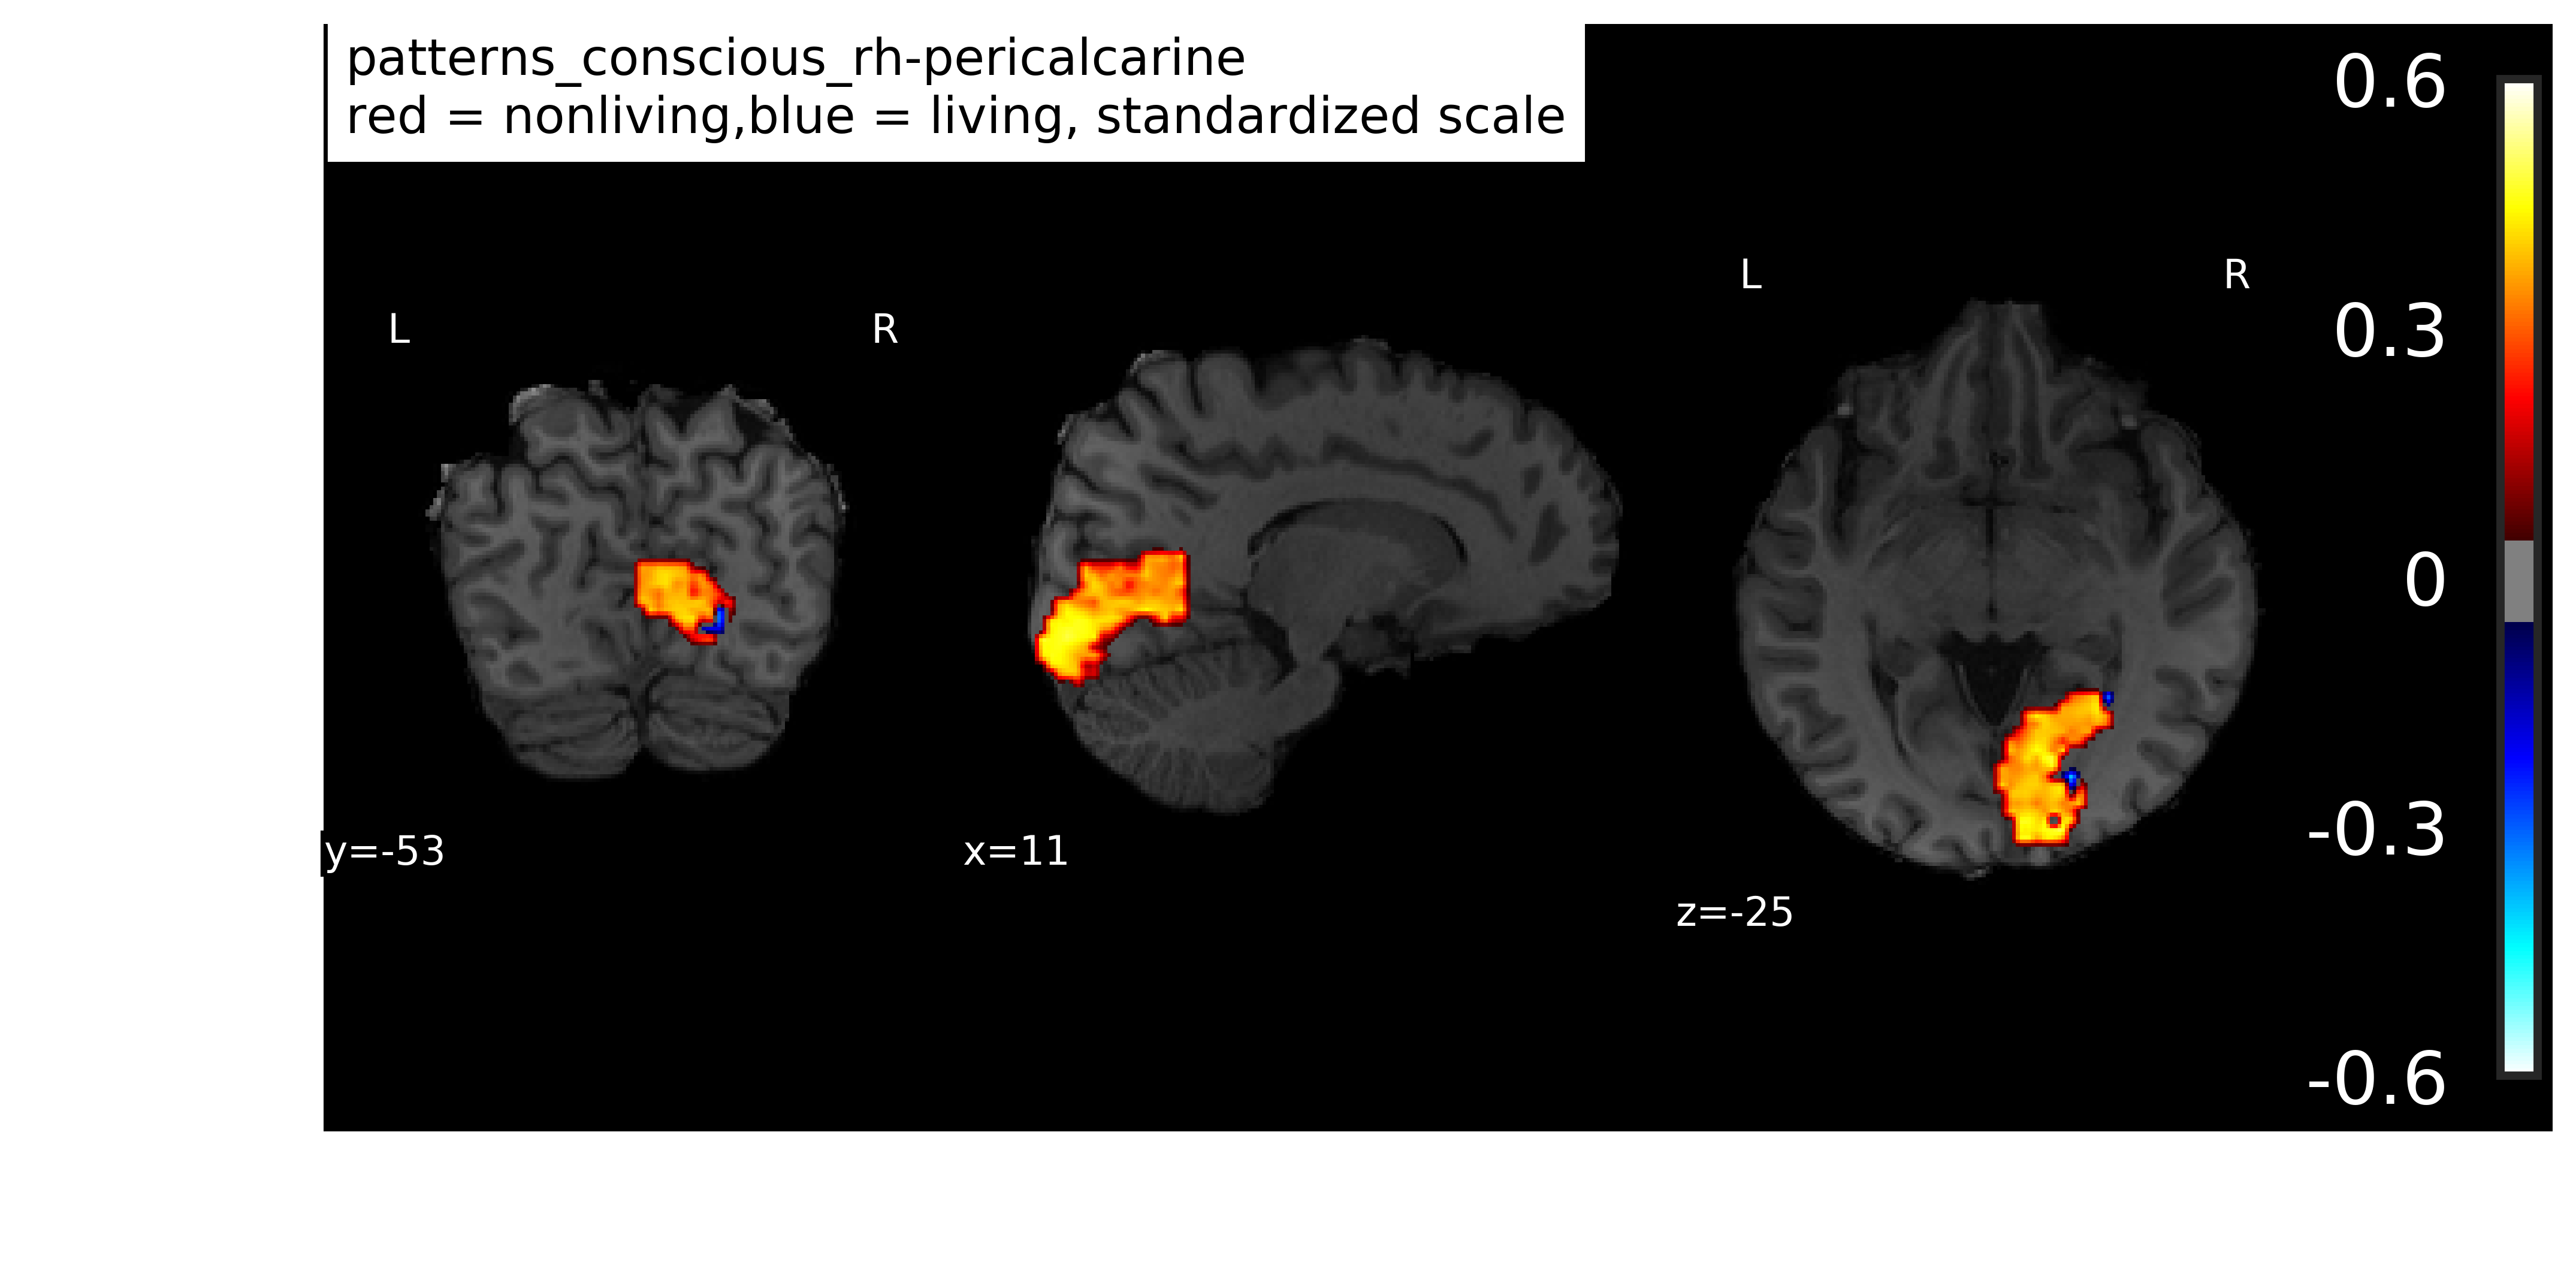 patterns_conscious_rh-pericalcarine
red = nonliving,blue = living, standardized scale
L
R
y=-53
x=11
L
R
z=-25
0.6
0.3
0
-0.3
-0.6